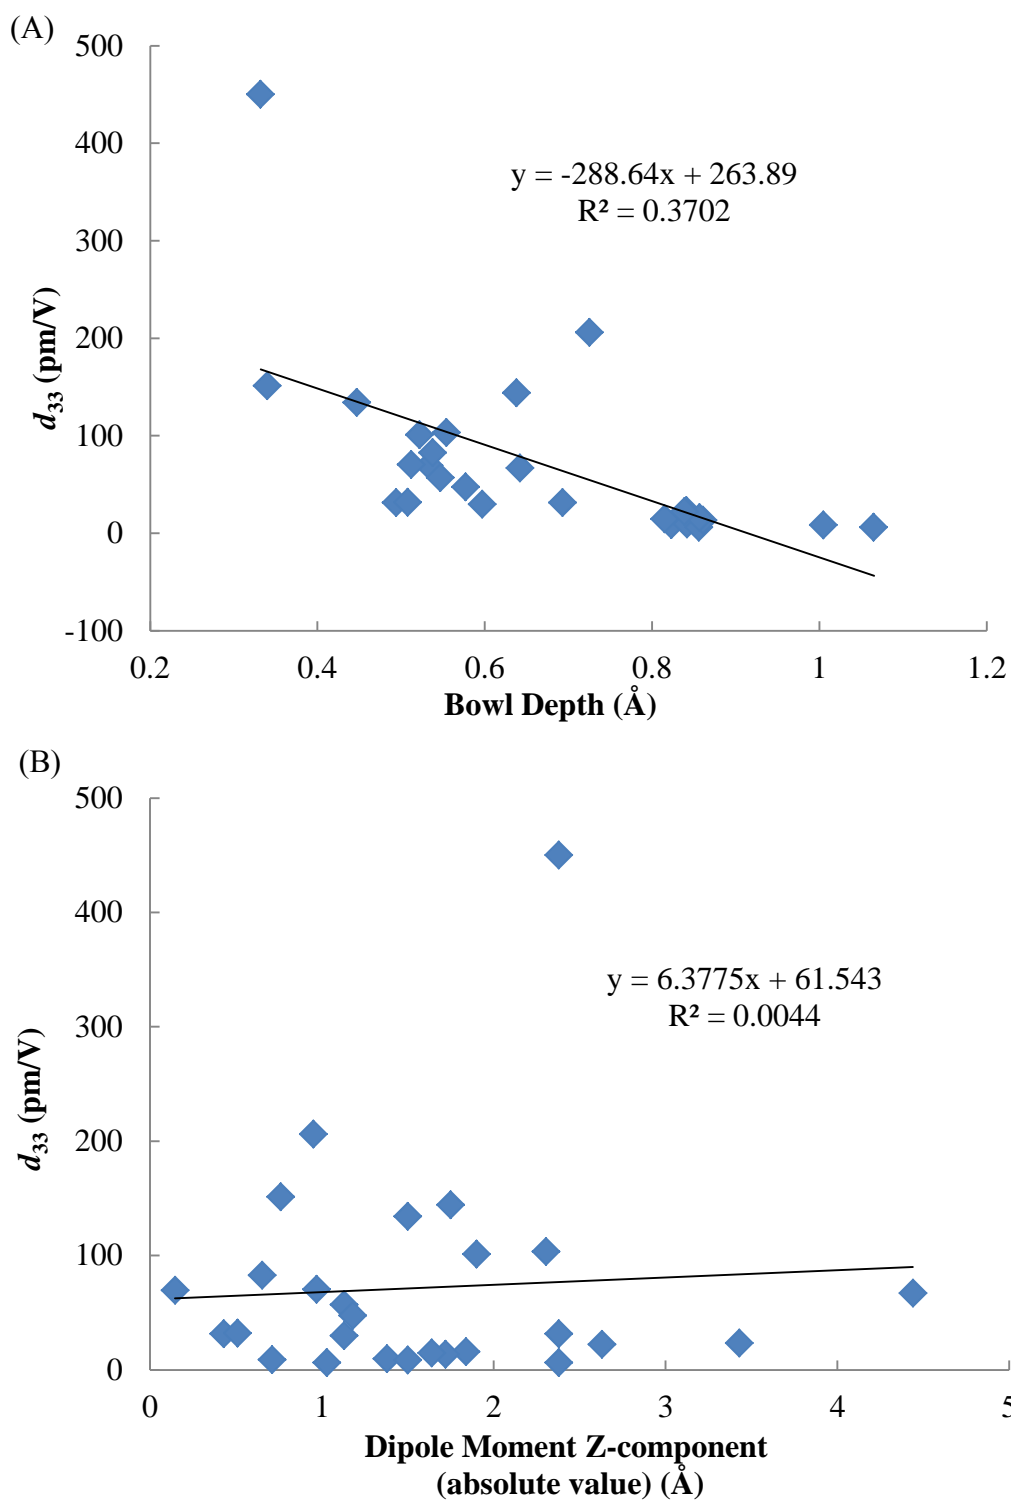 (A)
500
400
300
200
100
0
-100
d33 (pm/V)
y = -288.64x + 263.89
R² = 0.3702
0.2 0.4 0.6 0.8 1 1.2
Bowl Depth (Å)
(B)
500
400
300
200
100
0
d33 (pm/V)
y = 6.3775x + 61.543
R² = 0.0044
0 1 2 3 4 5
Dipole Moment Z-component
(absolute value) (Å)